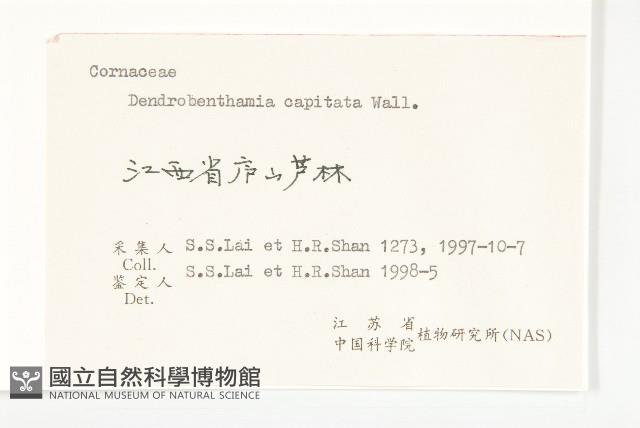 Cornaceae
Dendrobenthamia capitata Wall.
江西省庐山芦林
采集人 S.S.Lai et H.R.Shan 1273, 1997-10-7
Coll.
鉴定人 S.S.Lai et H.R.Shan 1998-5
Det.
江苏省
中国科学院 植物研究所(NAS)
國立自然科學博物館
NATIONAL MUSEUM OF NATURAL SCIENCE